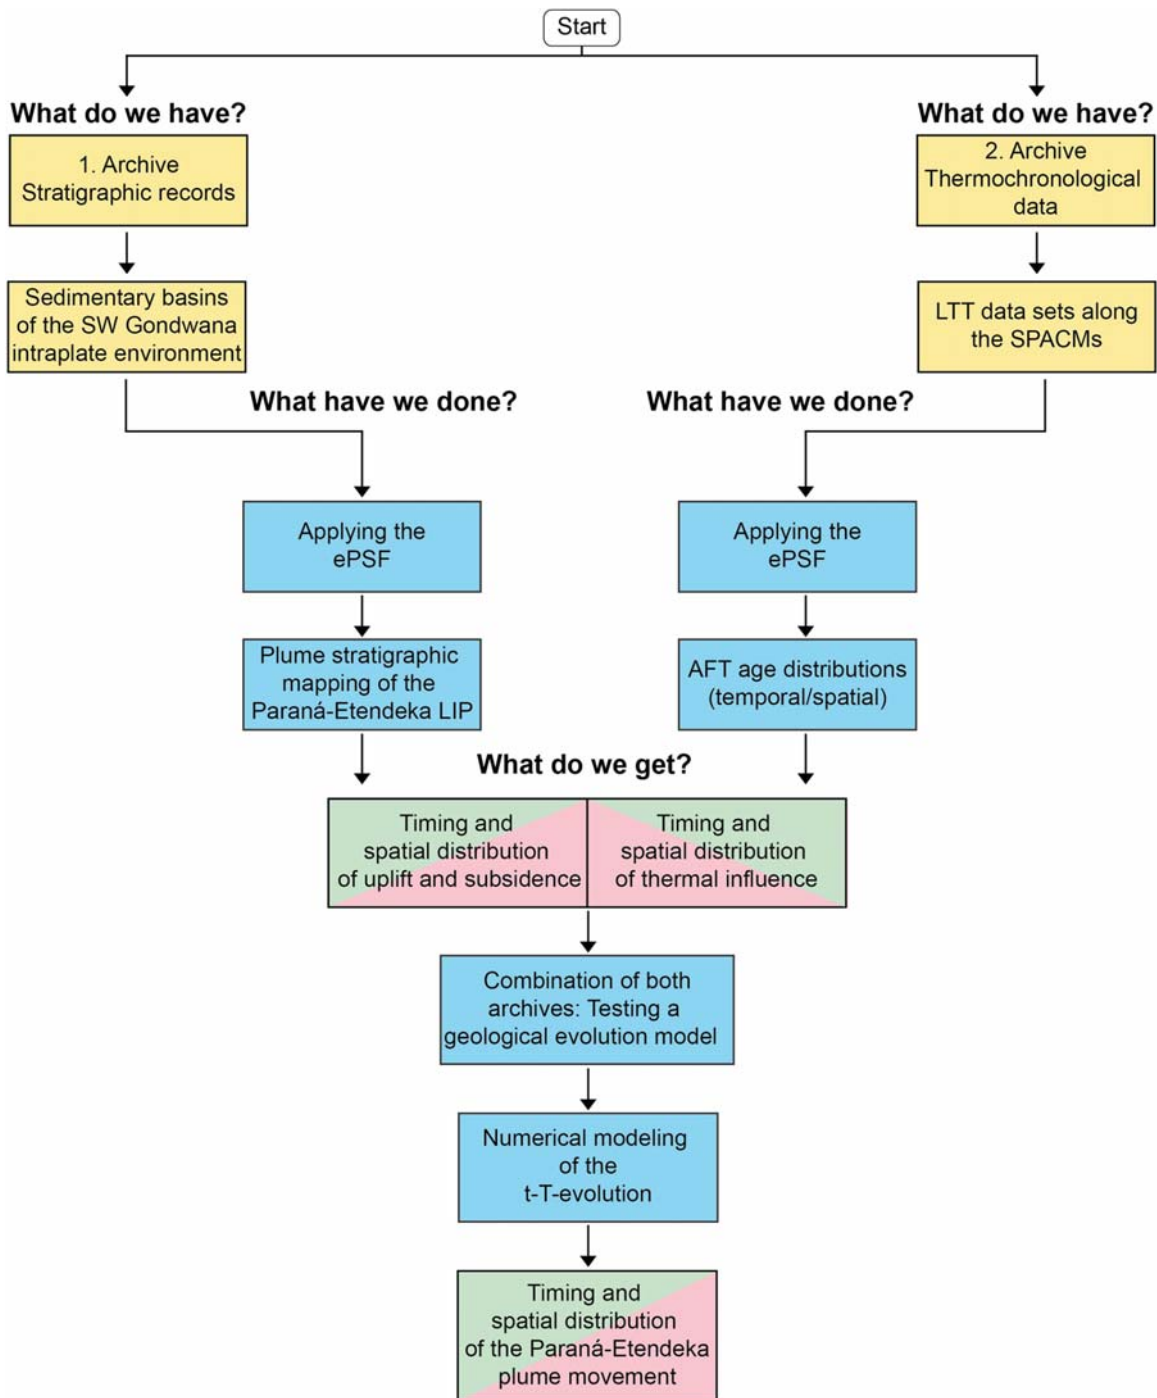 Start
What do we have?
1. Archive
Stratigraphic records
Sedimentary basins
of the SW Gondwana
intraplate environment
What do we have?
2. Archive
Thermochronological
data
LTT data sets along
the SPACMs
What have we done?
Applying the
ePSF
Plume stratigraphic
mapping of the
Paraná-Etendeka LIP
What have we done?
Applying the
ePSF
AFT age distributions
(temporal/spatial)
What do we get?
Timing and
spatial distribution
of uplift and subsidence
Timing and
spatial distribution
of thermal influence
Combination of both
archives: Testing a
geological evolution model
Numerical modeling
of the
t-T-evolution
Timing and
spatial distribution
of the Paraná-Etendeka
plume movement